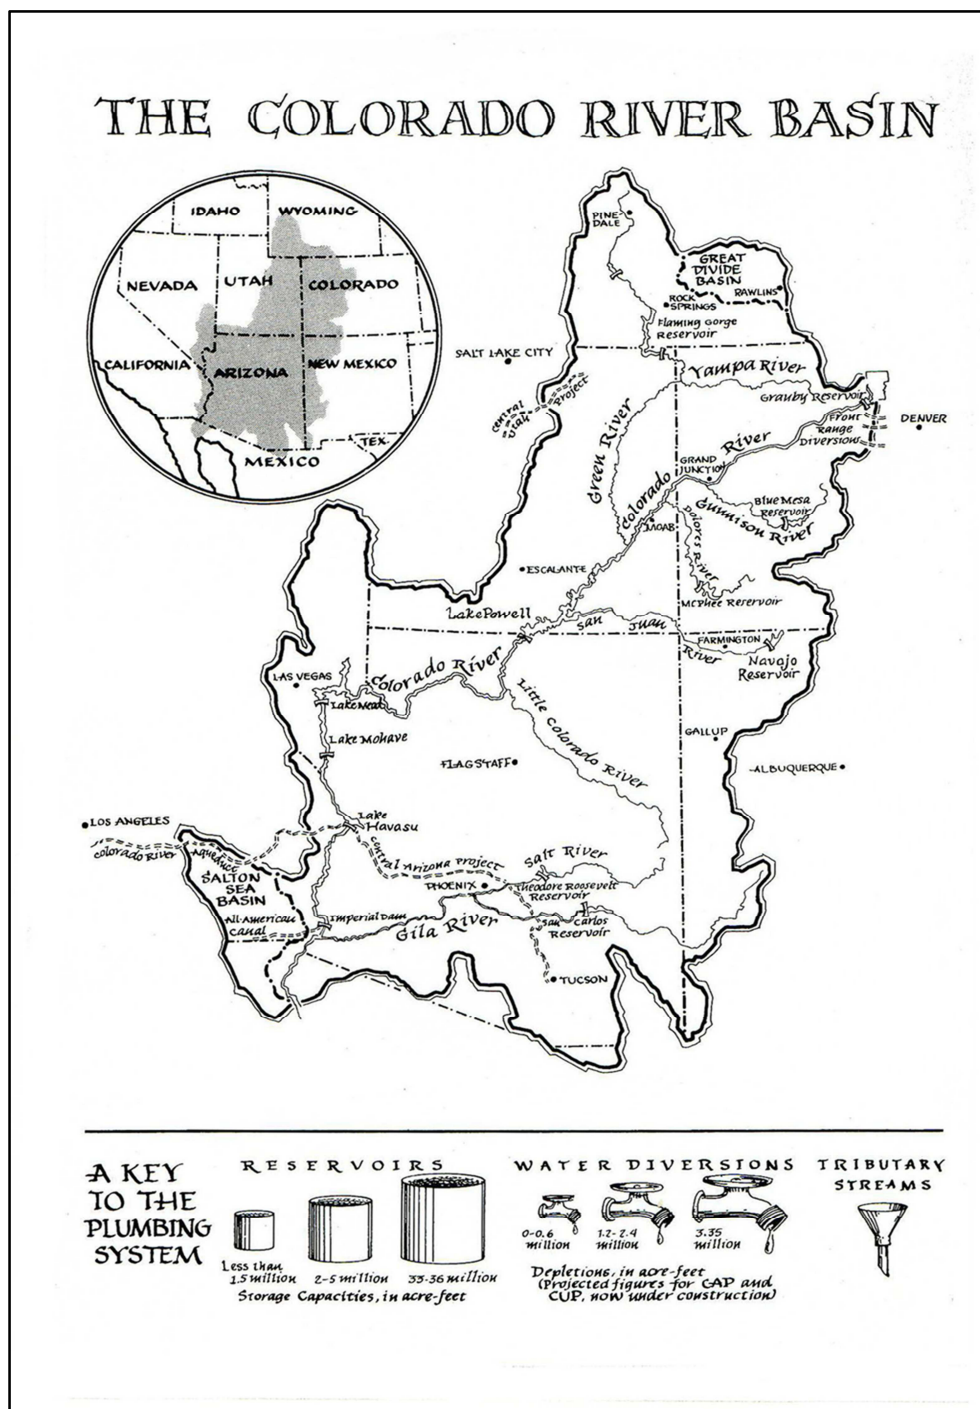 THE COLORADO RIVER BASIN
IDAHO
WYOMING
NEVADA
UTAH
COLORADO
CALIFORNIA
ARIZONA
NEW MEXICO
TEX.
MEXICO
PINE-
DALE
GREAT
DIVIDE
BASIN
RAWLINS
ROCK
SPRINGS
Flaming Gorge
Reservoir
SALT LAKE CITY
Yampa River
Central
Utah
Project
Granby Reservoir
Front
Range
Diversions
DENVER
Green River
Colorado River
GRAND
JUNCTION
Blue Mesa
Reservoir
Gunnison River
MOAB
Dolores River
ESCALANTE
McPhee Reservoir
Lake Powell
San Juan
River
FARMINGTON
Navajo
Reservoir
LAS VEGAS
Colorado River
Lake Mead
Little Colorado River
Lake Mohave
GALLUP
FLAGSTAFF
ALBUQUERQUE
LOS ANGELES
Lake
Havasu
Colorado River Aqueduct
Central Arizona Project
Salt River
SALTON
SEA
BASIN
PHOENIX
Theodore Roosevelt
Reservoir
All-American
Canal
Imperial Dam
Gila River
San Carlos
Reservoir
TUCSON
A KEY
TO THE
PLUMBING
SYSTEM
RESERVOIRS
Less than
1.5 million
2-5 million
33-36 million
Storage Capacities, in acre-feet
WATER DIVERSIONS
0-0.6
million
1.2-2.4
million
3.35
million
Depletions, in acre-feet
(Projected figures for CAP and
CUP, now under construction)
TRIBUTARY
STREAMS